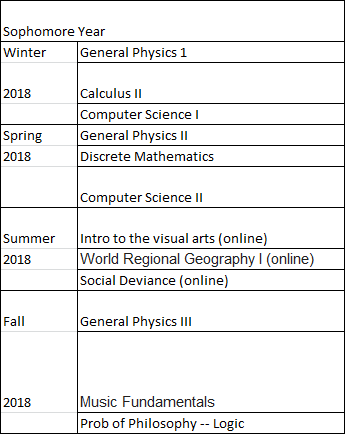 Sophomore Year
Winter General Physics 1
2018 Calculus II
Computer Science I
Spring General Physics II
2018 Discrete Mathematics
Computer Science II
Summer Intro to the visual arts (online)
2018 World Regional Geography I (online)
Social Deviance (online)
Fall General Physics III
2018 Music Fundamentals
Prob of Philosophy -- Logic